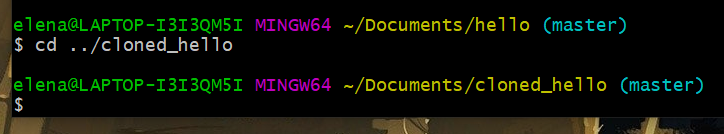 elena@LAPTOP-I3I3QM5I MINGW64 ~/Documents/hello (master)
$ cd ../cloned_hello
elena@LAPTOP-I3I3QM5I MINGW64 ~/Documents/cloned_hello (master)
$